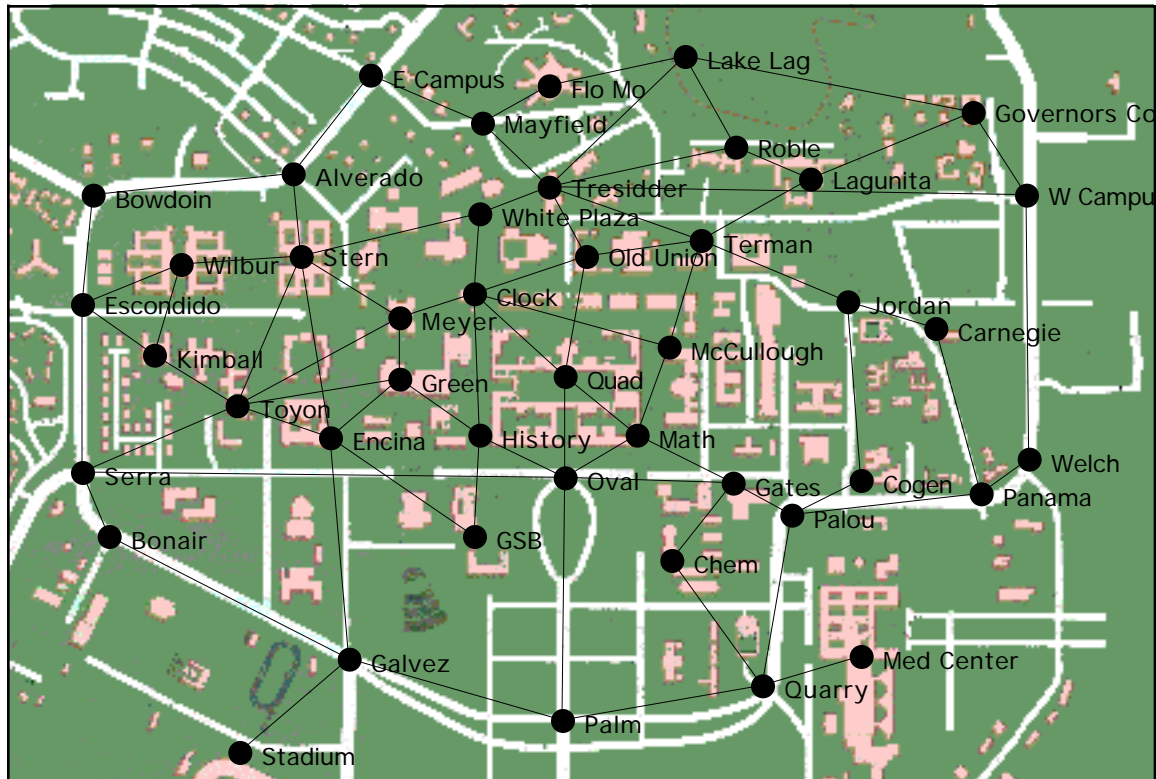 Lake Lag
E Campus
Flo Mo
Governors Co
Mayfield
Roble
Alverado
Tresidder
Lagunita
Bowdoin
W Campu
White Plaza
Terman
Wilbur
Stern
Old Union
Escondido
Clock
Jordan
Meyer
Carnegie
Kimball
McCullough
Green
Quad
Toyon
Encina
History
Math
Serra
Oval
Gates
Cogen
Welch
Panama
Palou
Bonair
GSB
Chem
Galvez
Med Center
Quarry
Palm
Stadium